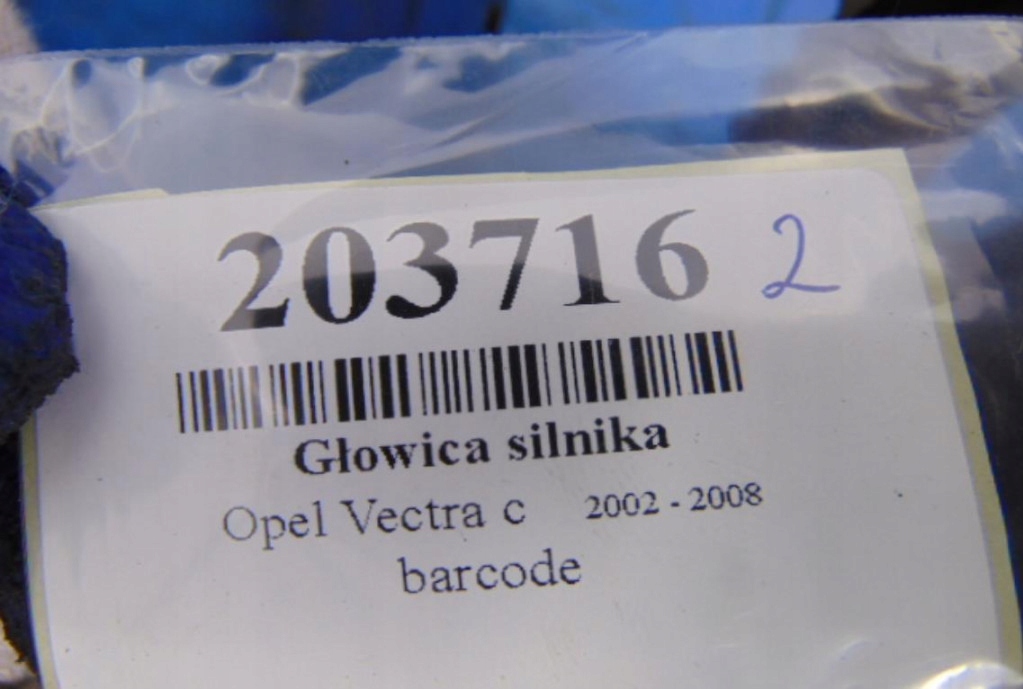 203716 2
Głowica silnika
Opel Vectra c 2002 - 2008
barcode